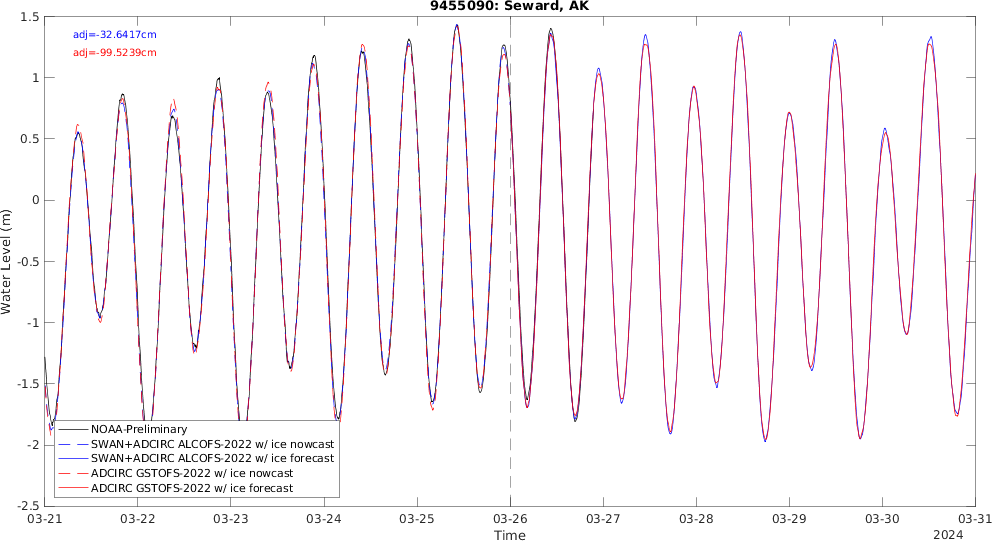 9455090: Seward, AK
adj=-32.6417cm
adj=-99.5239cm
1.5
1
0.5
0
-0.5
-1
-1.5
-2
-2.5
Water Level (m)
NOAA-Preliminary
SWAN+ADCIRC ALCOFS-2022 w/ ice nowcast
SWAN+ADCIRC ALCOFS-2022 w/ ice forecast
ADCIRC GSTOFS-2022 w/ ice nowcast
ADCIRC GSTOFS-2022 w/ ice forecast
03-21 03-22 03-23 03-24 03-25 03-26 03-27 03-28 03-29 03-30 03-31
Time
2024